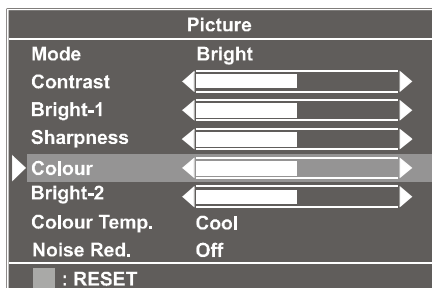 Picture
Mode Bright
Contrast
Bright-1
Sharpness
Colour
Bright-2
Colour Temp. Cool
Noise Red. Off
: RESET